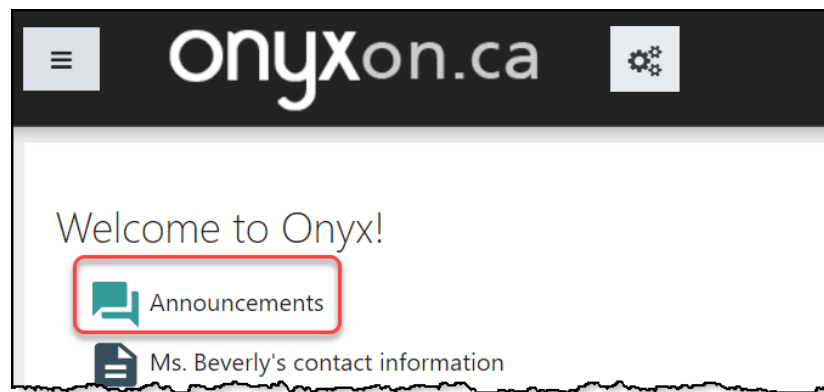 onyxon.ca
Welcome to Onyx!
Announcements
Ms. Beverly's contact information